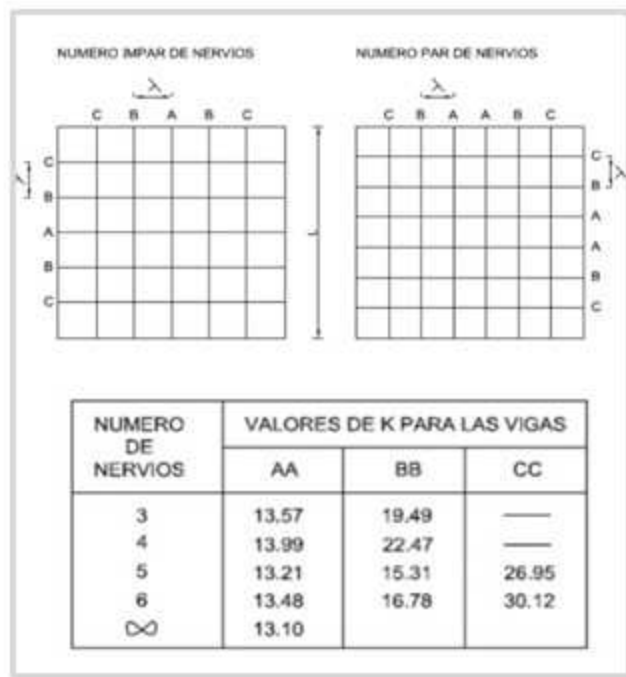 NUMERO IMPAR DE NERVIOS
NUMERO PAR DE NERVIOS
λ
λ
C B A B C
C B A A B C
C
B
A
B
C
λ
L
C
B
A
A
B
C
λ
NUMERO DE NERVIOS
VALORES DE K PARA LAS VIGAS
AA BB CC
3 13.57 19.49 —
4 13.99 22.47 —
5 13.21 15.31 26.95
6 13.48 16.78 30.12
∞ 13.10